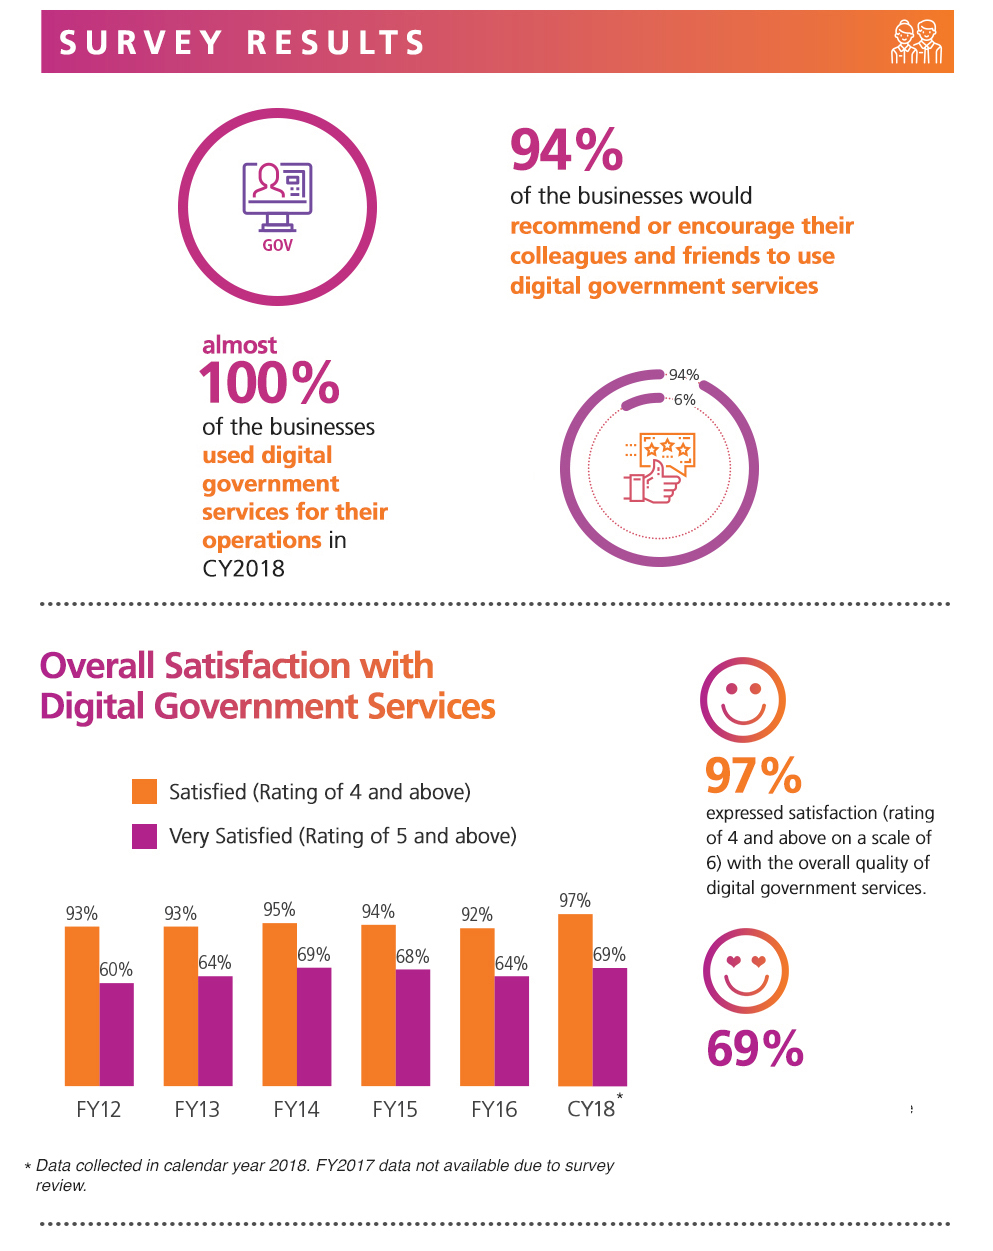 SURVEY RESULTS
GOV
almost
100%
of the businesses
used digital
government
services for their
operations in
CY2018
94%
of the businesses would
recommend or encourage their
colleagues and friends to use
digital government services
94%
6%
Overall Satisfaction with
Digital Government Services
Satisfied (Rating of 4 and above)
Very Satisfied (Rating of 5 and above)
93%
60%
93%
64%
95%
69%
94%
68%
92%
64%
97%
69%
FY12
FY13
FY14
FY15
FY16
CY18*
* Data collected in calendar year 2018. FY2017 data not available due to survey
review.
97%
expressed satisfaction (rating
of 4 and above on a scale of
6) with the overall quality of
digital government services.
69%